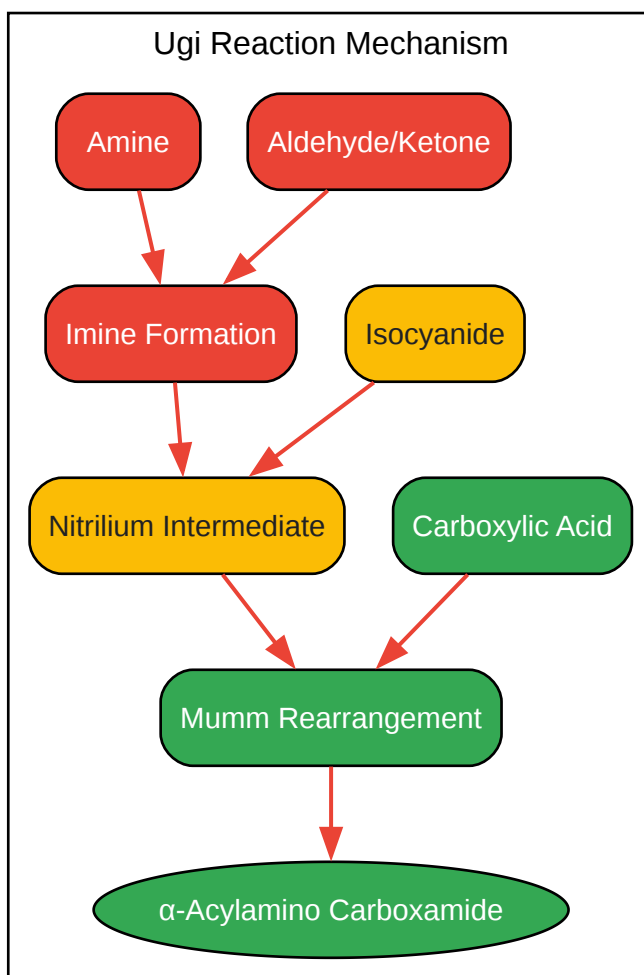 Ugi Reaction Mechanism
Amine
Aldehyde/Ketone
Imine Formation
Isocyanide
Nitrilium Intermediate
Carboxylic Acid
Mumm Rearrangement
α-Acylamino Carboxamide